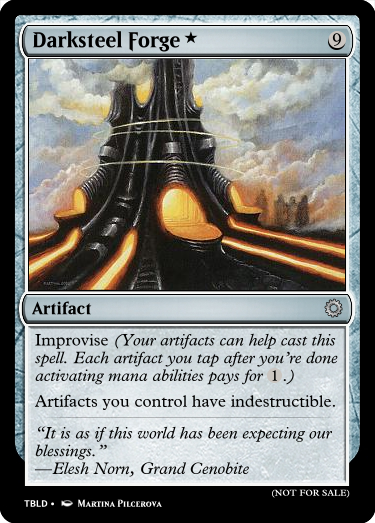 Darksteel Forge★ 9
Artifact
Improvise (Your artifacts can help cast this
spell. Each artifact you tap after you're done
activating mana abilities pays for 1.)
Artifacts you control have indestructible.
"It is as if this world has been expecting our
blessings."
—Elesh Norn, Grand Cenobite
(NOT FOR SALE)
TBLD • Martina Pilcerova